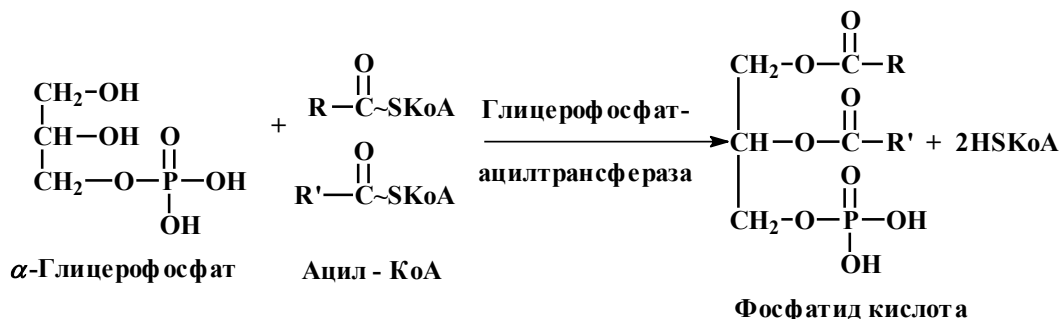 CH₂–OH
CH–OH
CH₂–O–P–OH
O
OH
α-Глицерофосфат
+
O
R–C~SKoA
O
R'–C~SKoA
Ацил - КоА
Глицерофосфат-
ацилтрансфераза
O
CH₂–O–C–R
O
CH–O–C–R' + 2HSKoA
O
CH₂–O–P–OH
OH
Фосфатид кислота